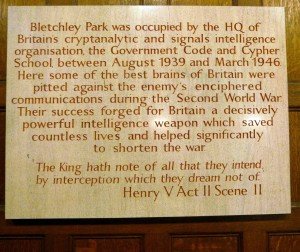 Bletchley Park was occupied by the HQ of
Britain's cryptanalytic and signals intelligence
organisation, the Government Code and Cypher
School between August 1939 and March 1946.
Here some of the best brains of Britain were
pitted against the enemy's enciphered
communications during the Second World War.
Their success forged for Britain a decisively
powerful intelligence weapon which saved
countless lives and helped significantly
to shorten the war
The King hath note of all that they intend,
by interception which they dream not of.
Henry V Act II Scene II